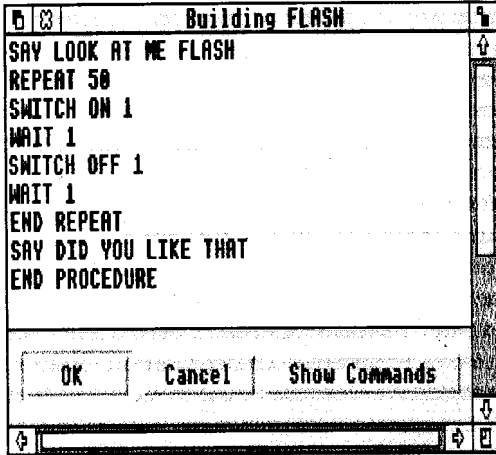 Building FLASH
SAY LOOK AT ME FLASH
REPEAT 50
SWITCH ON 1
WAIT 1
SWITCH OFF 1
WAIT 1
END REPEAT
SAY DID YOU LIKE THAT
END PROCEDURE
OK Cancel Show Commands